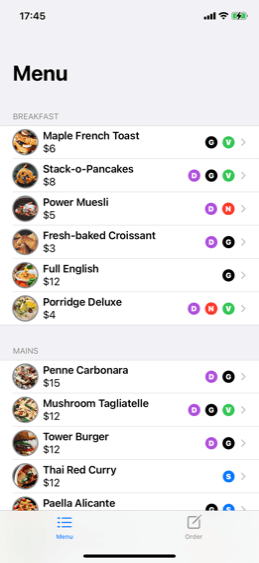 17:45
Menu
BREAKFAST
Maple French Toast
$6
G V
Stack-o-Pancakes
$8
D G V
Power Muesli
$5
D N
Fresh-baked Croissant
$3
D G
Full English
$12
G
Porridge Deluxe
$4
D N V
MAINS
Penne Carbonara
$15
D G
Mushroom Tagliatelle
$12
D G V
Tower Burger
$12
D G
Thai Red Curry
$12
S
Paella Alicante
G S
Menu
Order